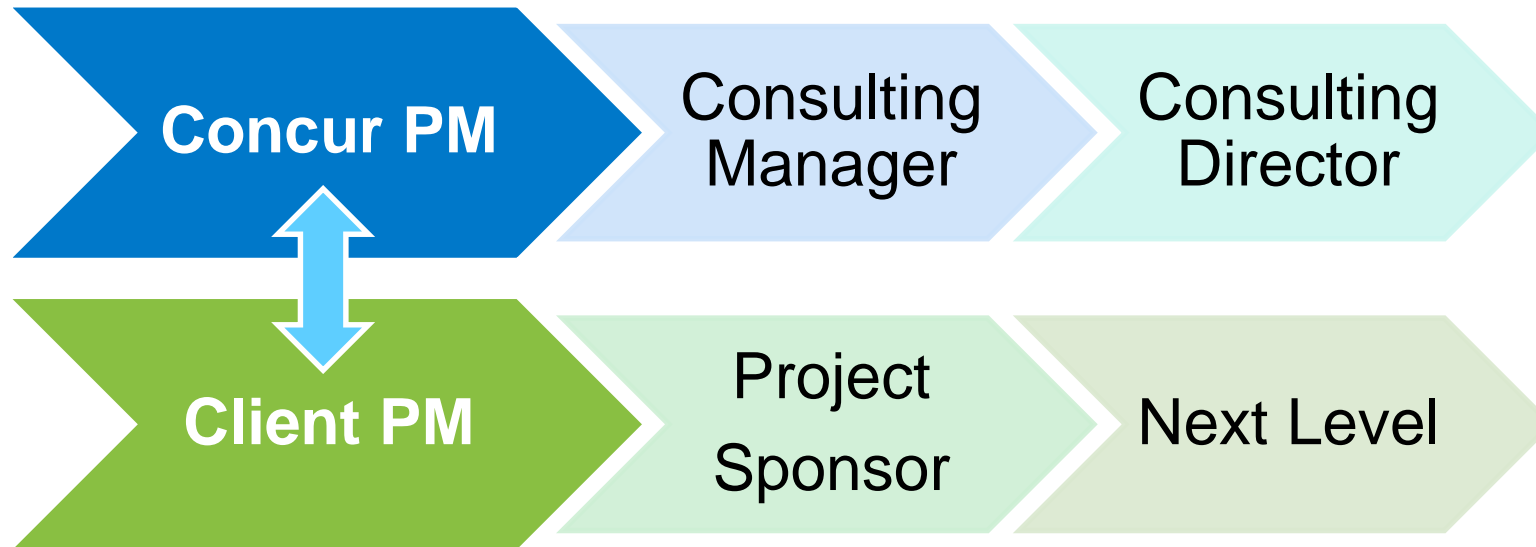 Concur PM
Consulting
Manager
Consulting
Director
Client PM
Project
Sponsor
Next Level